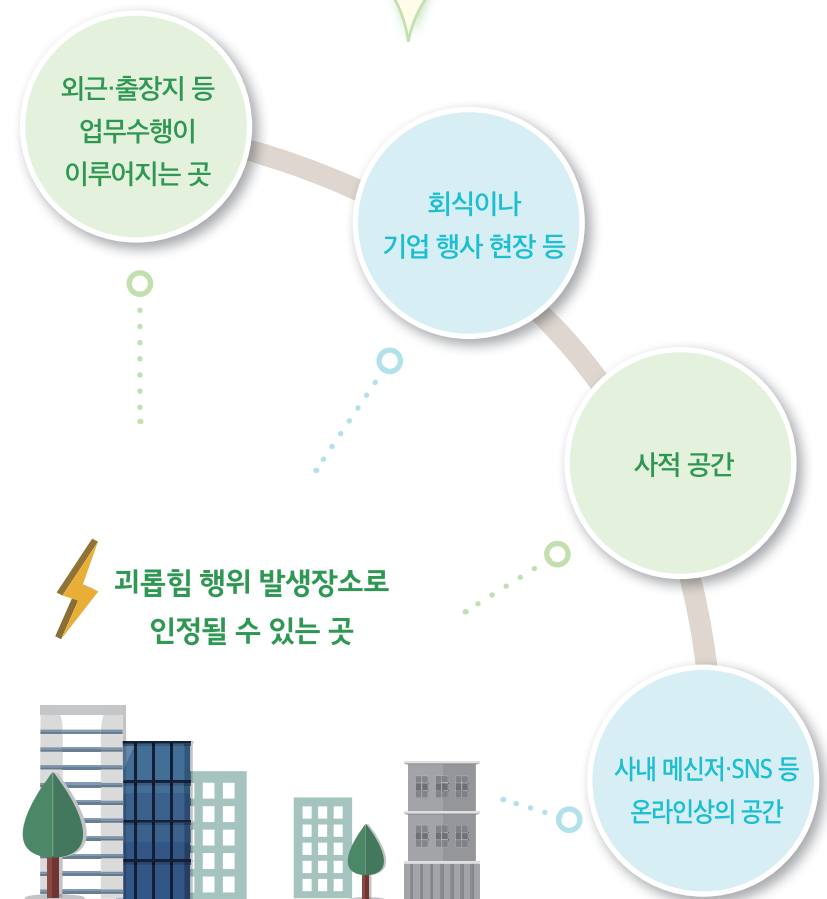 외근·출장지 등
업무수행이
이루어지는 곳
회식이나
기업 행사 현장 등
사적 공간
괴롭힘 행위 발생장소로
인정될 수 있는 곳
사내 메신저·SNS 등
온라인상의 공간